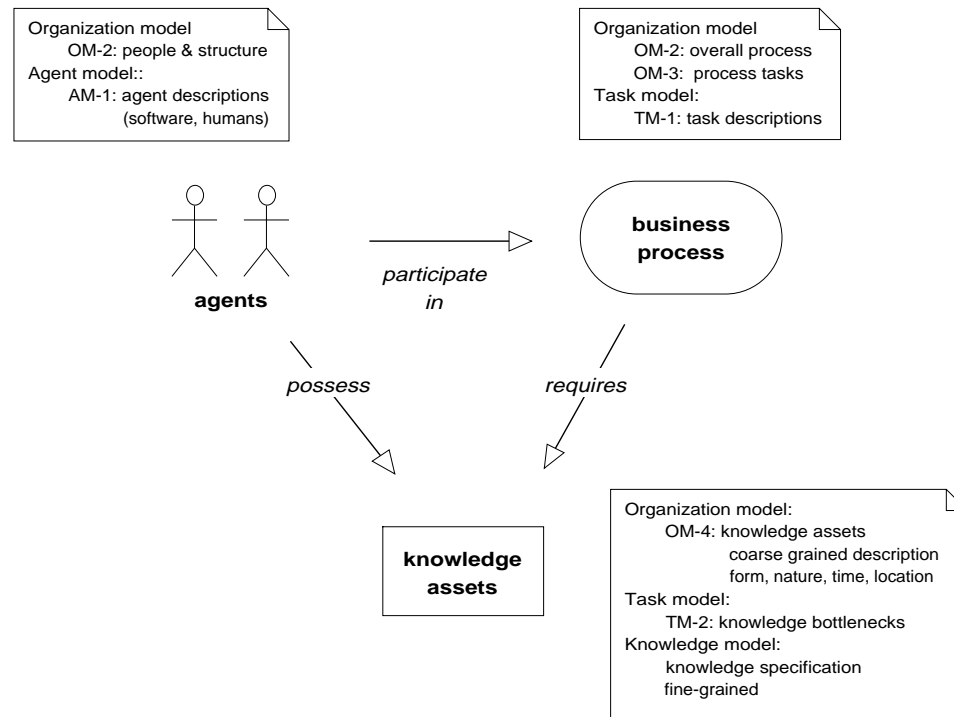 Organization model
OM-2: people & structure
Agent model::
AM-1: agent descriptions
(software, humans)
Organization model
OM-2: overall process
OM-3:  process tasks
Task model:
TM-1: task descriptions
agents
participate
in
business
process
possess
requires
knowledge
assets
Organization model:
OM-4: knowledge assets
coarse grained description
form, nature, time, location
Task model:
TM-2: knowledge bottlenecks
Knowledge model:
knowledge specification
fine-grained